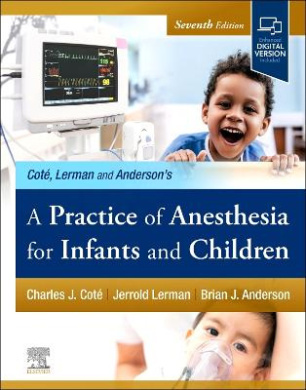 Seventh Edition
Enhanced
DIGITAL
VERSION
Included
Coté, Lerman and Anderson's
A Practice of Anesthesia
for Infants and Children
Charles J. Coté | Jerrold Lerman | Brian J. Anderson
ELSEVIER